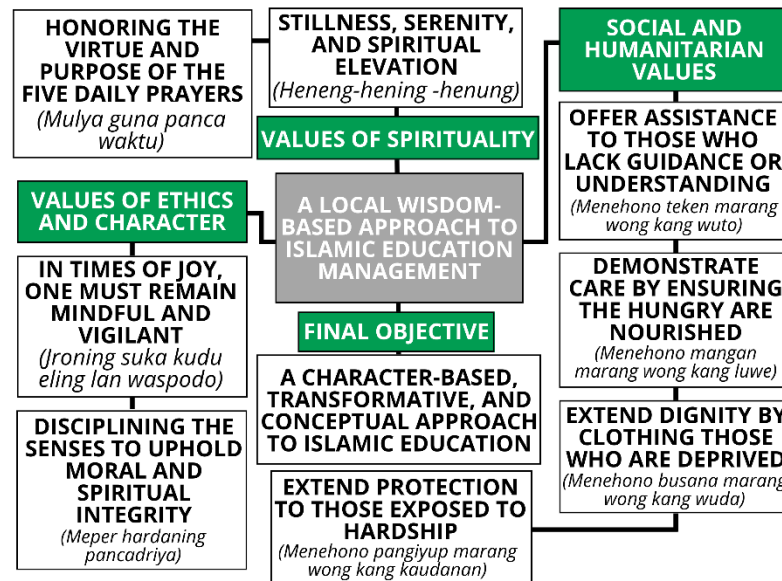 HONORING THE
VIRTUE AND
PURPOSE OF THE
FIVE DAILY PRAYERS
(Mulya guna panca
waktu)
STILLNESS, SERENITY,
AND SPIRITUAL
ELEVATION
(Heneng-hening -henung)
VALUES OF SPIRITUALITY
SOCIAL AND
HUMANITARIAN
VALUES
OFFER ASSISTANCE
TO THOSE WHO
LACK GUIDANCE OR
UNDERSTANDING
(Menehono teken marang
wong kang wuto)
DEMONSTRATE
CARE BY ENSURING
THE HUNGRY ARE
NOURISHED
(Menehono mangan
marang wong kang luwe)
EXTEND DIGNITY BY
CLOTHING THOSE
WHO ARE DEPRIVED
(Menehono busana marang
wong kang wuda)
EXTEND PROTECTION
TO THOSE EXPOSED TO
HARDSHIP
(Menehono pangiyup marang
wong kang kaudanan)
VALUES OF ETHICS
AND CHARACTER
IN TIMES OF JOY,
ONE MUST REMAIN
MINDFUL AND
VIGILANT
(Jroning suka kudu
eling lan waspodo)
DISCIPLINING THE
SENSES TO UPHOLD
MORAL AND
SPIRITUAL
INTEGRITY
(Meper hardaning
pancadriya)
A LOCAL WISDOM-
BASED APPROACH TO
ISLAMIC EDUCATION
MANAGEMENT
FINAL OBJECTIVE
A CHARACTER-BASED,
TRANSFORMATIVE, AND
CONCEPTUAL APPROACH
TO ISLAMIC EDUCATION